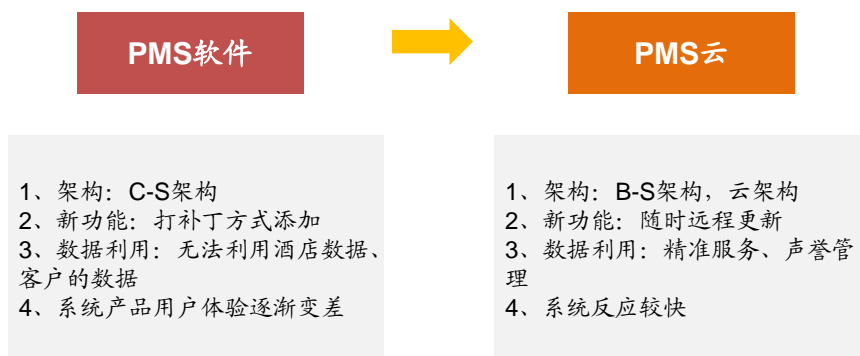 PMS软件
PMS云
1、架构：C-S架构
2、新功能：打补丁方式添加
3、数据利用：无法利用酒店数据、
客户的数据
4、系统产品用户体验逐渐变差
1、架构：B-S架构，云架构
2、新功能：随时远程更新
3、数据利用：精准服务、声誉管
理
4、系统反应较快